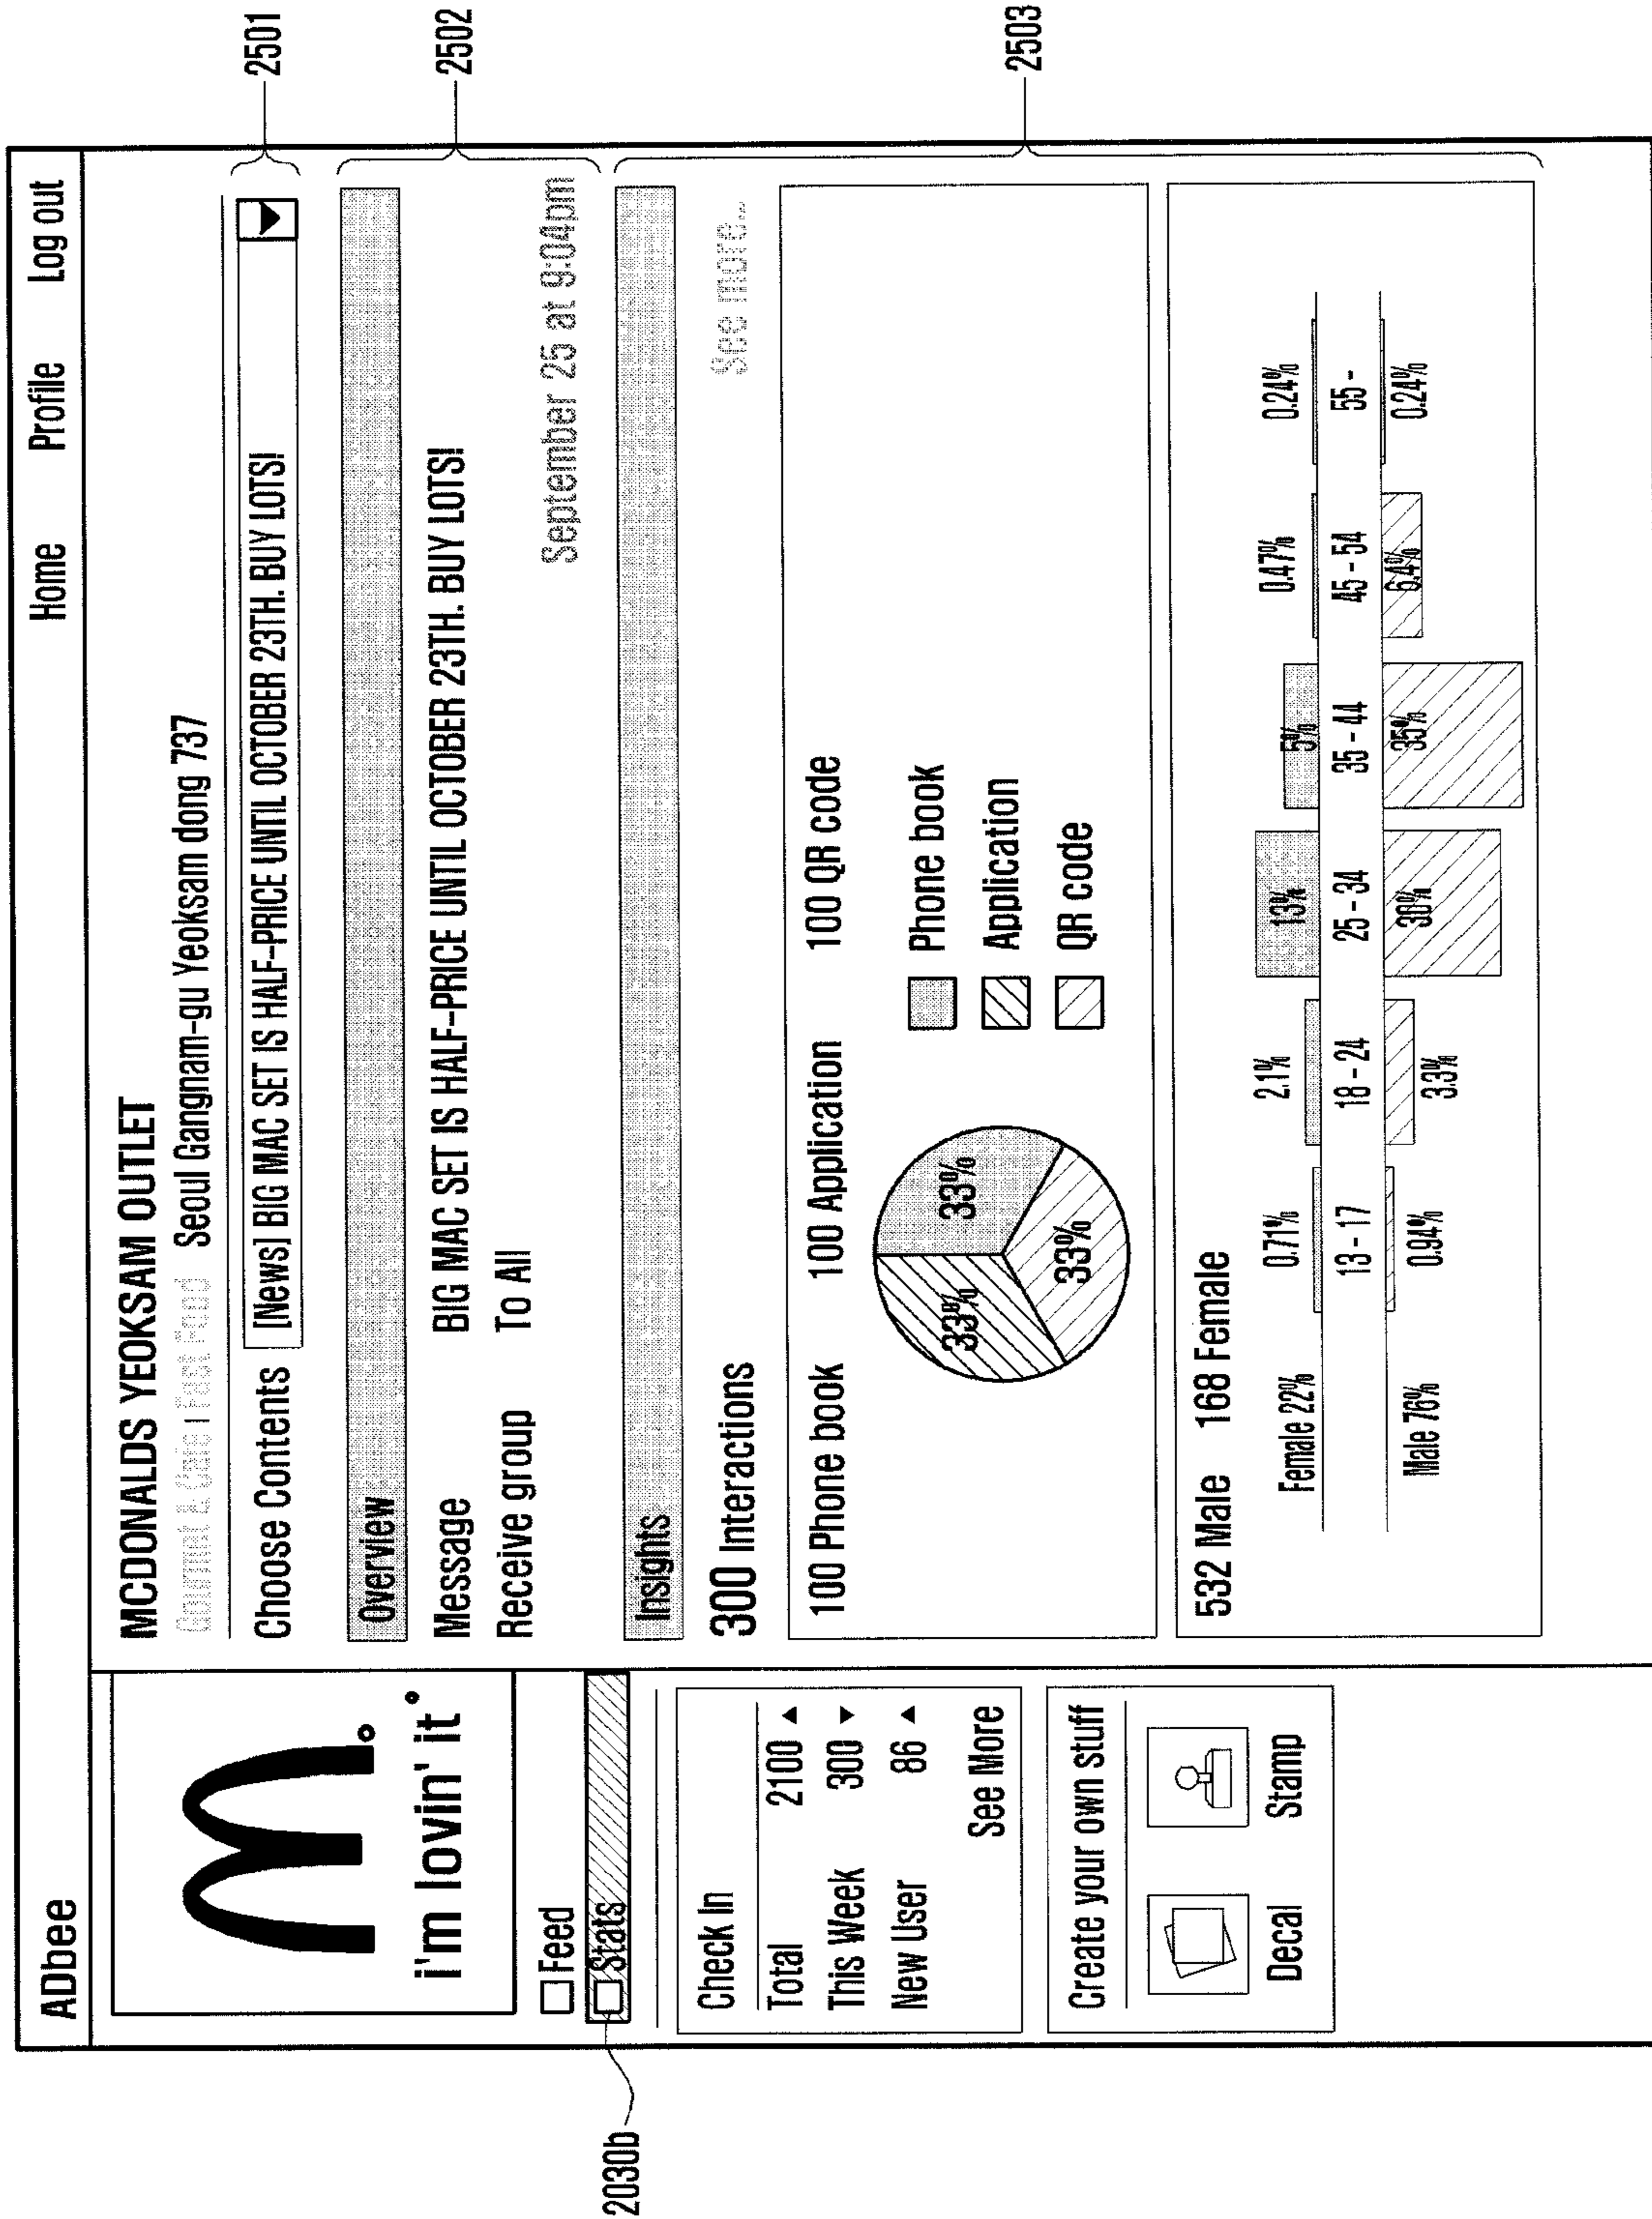 ADbee Home Profile Log out
i'm lovin' it
Feed
Stats
2030b
Check In
Total 2100 ▲
This Week 300 ▼
New User 86 ▲
See More
Create your own stuff
Decal Stamp
MCDONALDS YEOKSAM OUTLET
Fast Food Seoul Gangnam-gu Yeoksam dong 737
Choose Contents [News] BIG MAC SET IS HALF-PRICE UNTIL OCTOBER 23TH. BUY LOTS!
2501
Overview
Message BIG MAC SET IS HALF-PRICE UNTIL OCTOBER 23TH. BUY LOTS!
Receive group To All
September 25 at 9:04pm
2502
Insights
300 Interactions See more...
100 Phone book 100 Application 100 QR code
33% 33% 33%
Phone book
Application
QR code
532 Male 168 Female
Female 22% 0.71% 2.1% 13% 5% 0.47% 0.24%
13 - 17 18 - 24 25 - 34 35 - 44 45 - 54 55 -
Male 76% 0.94% 3.3% 30% 35% 6.4% 0.24%
2503